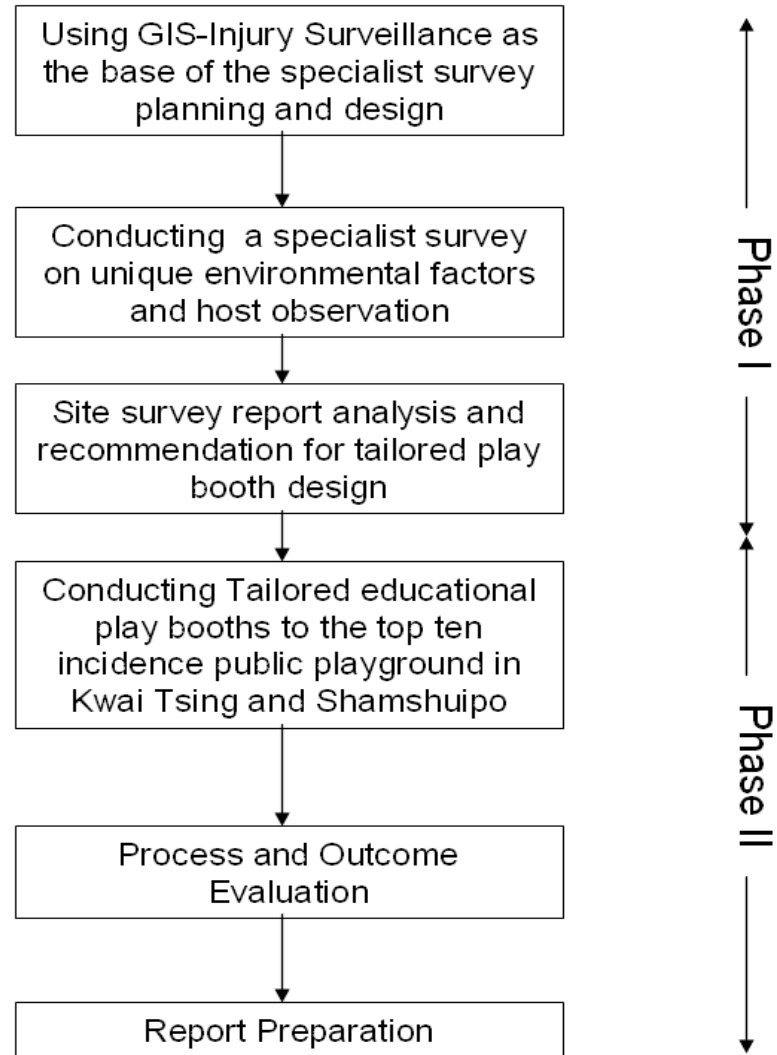 Using GIS-Injury Surveillance as
the base of the specialist survey
planning and design
Conducting a specialist survey
on unique environmental factors
and host observation
Site survey report analysis and
recommendation for tailored play
booth design
Conducting Tailored educational
play booths to the top ten
incidence public playground in
Kwai Tsing and Shamshuipo
Process and Outcome
Evaluation
Report Preparation
Phase I
Phase II